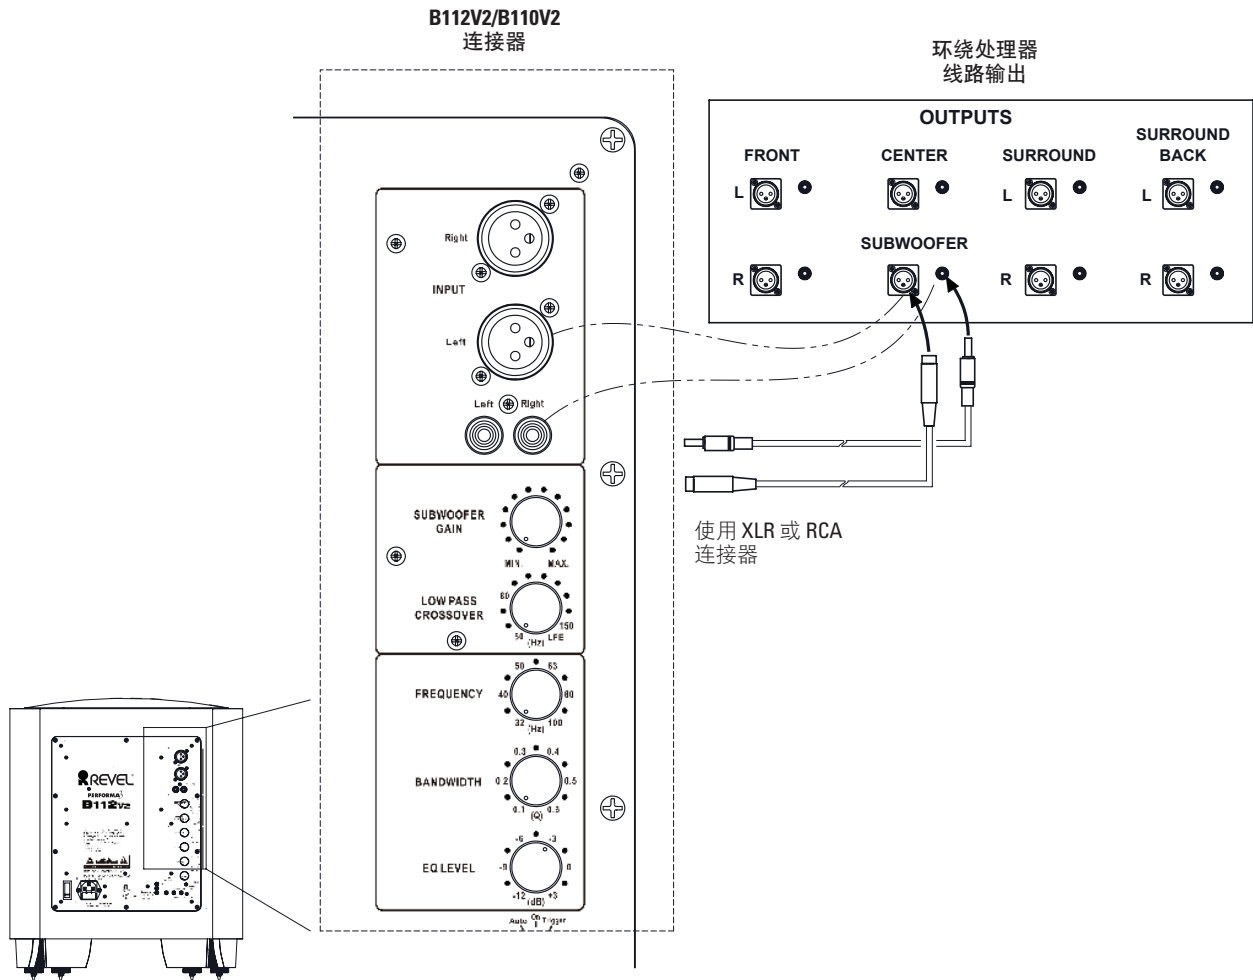 B112V2/B110V2
连接器
环绕处理器
线路输出
OUTPUTS
FRONT
CENTER
SURROUND
SURROUND
BACK
L
L
L
SUBWOOFER
R
R
R
Right
INPUT
Left
Left
Right
SUBWOOFER
GAIN
MIN.
MAX.
使用 XLR 或 RCA
连接器
LOW PASS
CROSSOVER
80
150
50
(Hz)
LFE
FREQUENCY
50
63
40
80
32
(Hz)
100
BANDWIDTH
0.3
0.4
0.2
0.5
0.1
(Q)
EQ LEVEL
-6
-3
0
-12
(dB)
+3
Auto
On
Trigger
REVEL
PERFORMA
B112V2